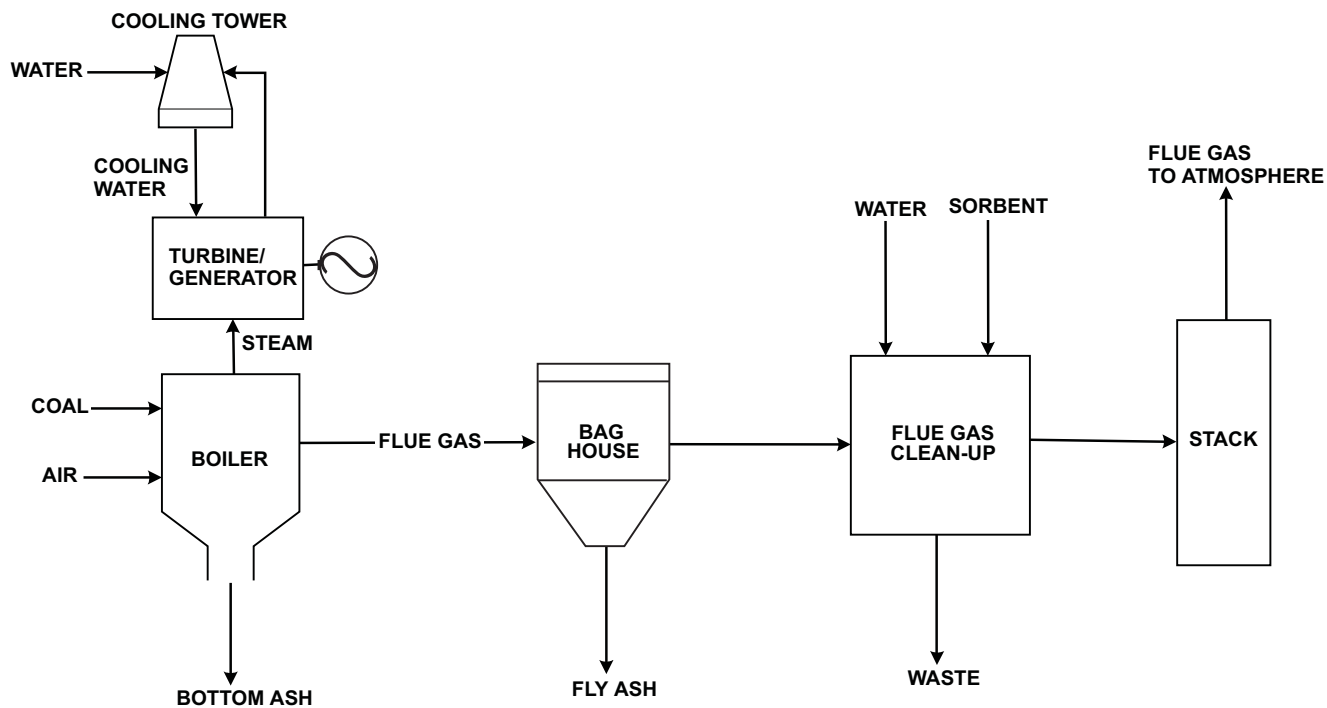 COOLING TOWER
WATER
COOLING
WATER
FLUE GAS
TO ATMOSPHERE
WATER
SORBENT
TURBINE/
GENERATOR
STEAM
COAL
AIR
BOILER
FLUE GAS
BAG
HOUSE
FLUE GAS
CLEAN-UP
STACK
BOTTOM ASH
FLY ASH
WASTE